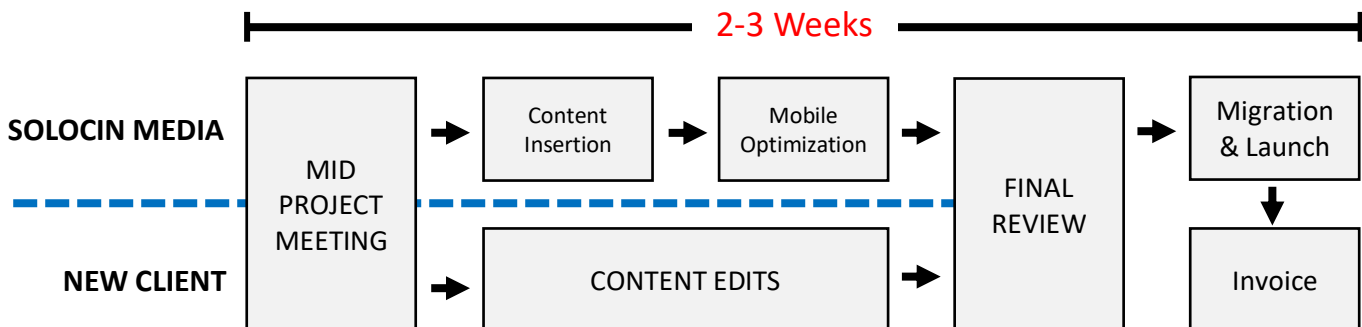 2-3 Weeks
SOLOCIN MEDIA
MID
PROJECT
MEETING
Content
Insertion
Mobile
Optimization
FINAL
REVIEW
Migration
& Launch
NEW CLIENT
CONTENT EDITS
Invoice